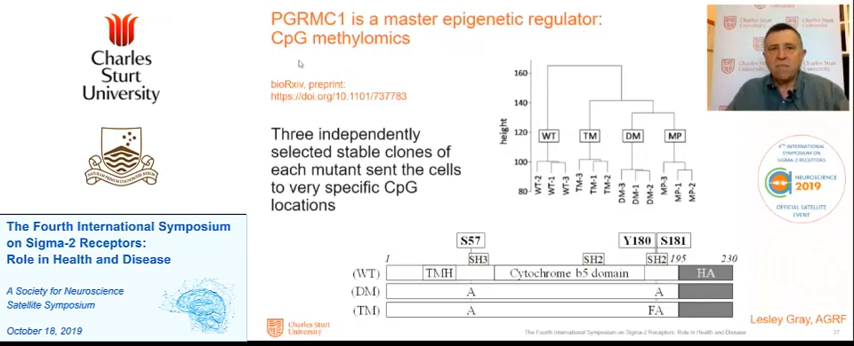 Charles
Sturt
University
The Fourth International Symposium
on Sigma-2 Receptors:
Role in Health and Disease
A Society for Neuroscience
Satellite Symposium
October 18, 2019
PGRMC1 is a master epigenetic regulator:
CpG methylomics
bioRxiv, preprint:
https://doi.org/10.1101/737783
Three independently
selected stable clones of
each mutant sent the cells
to very specific CpG
locations
height
160
140
120
100
80
WT
TM
DM
MP
WT-2
WT-1
WT-3
TM-3
TM-1
TM-2
DM-3
DM-1
DM-2
MP-3
MP-1
MP-2
S57
Y180
S181
1
SH3
SH2
SH2
195
230
(WT)
TMH
Cytochrome b5 domain
HA
(DM)
A
A
(TM)
A
FA
Lesley Gray, AGRF
Charles Sturt
University
The Fourth International Symposium on Sigma-2 Receptors: Role in Health and Disease
37
4TH INTERNATIONAL
SYMPOSIUM ON
SIGMA-2 RECEPTORS
NEUROSCIENCE
2019
OFFICIAL SATELLITE
EVENT